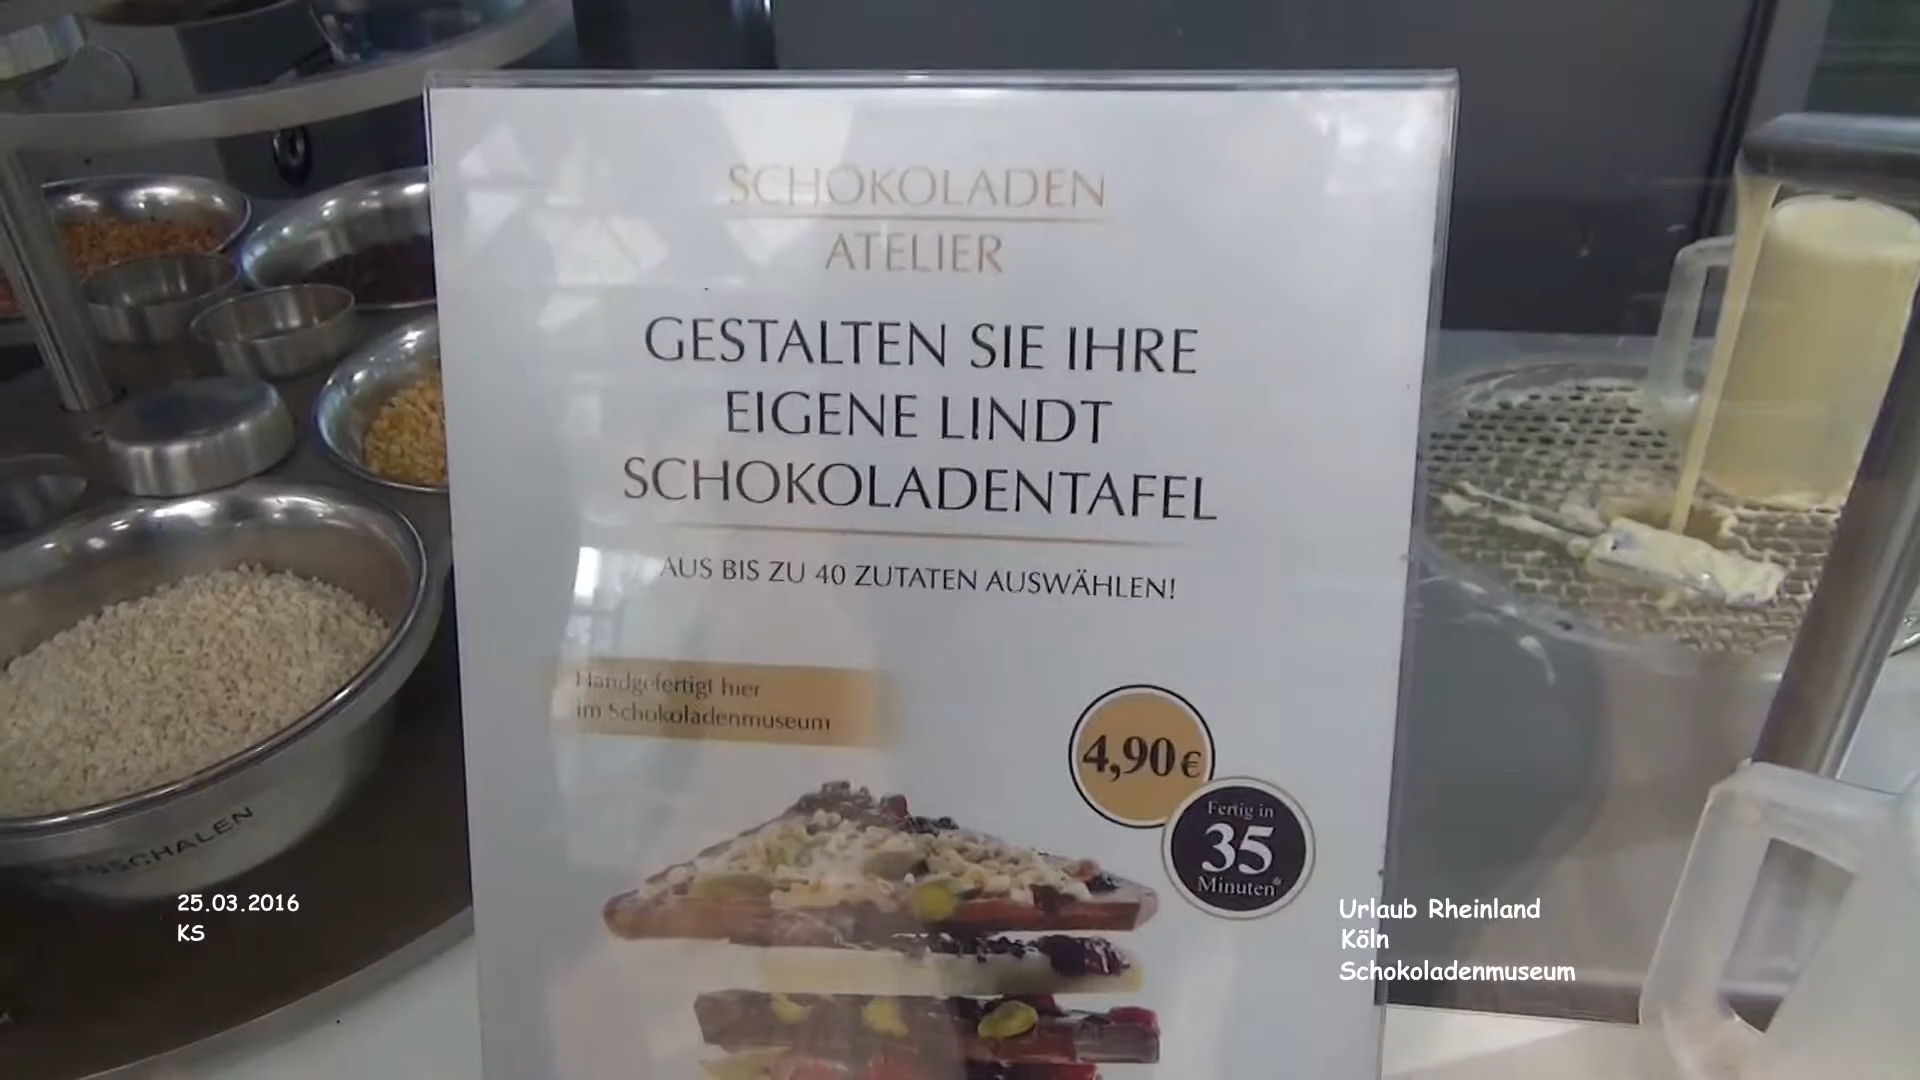 SCHOKOLADEN
ATELIER
GESTALTEN SIE IHRE
EIGENE LINDT
SCHOKOLADENTAFEL
AUS BIS ZU 40 ZUTATEN AUSWÄHLEN!
Handgefertigt hier
im Schokoladenmuseum
4,90€
Fertig in
35
Minuten*
25.03.2016
KS
Urlaub Rheinland
Köln
Schokoladenmuseum